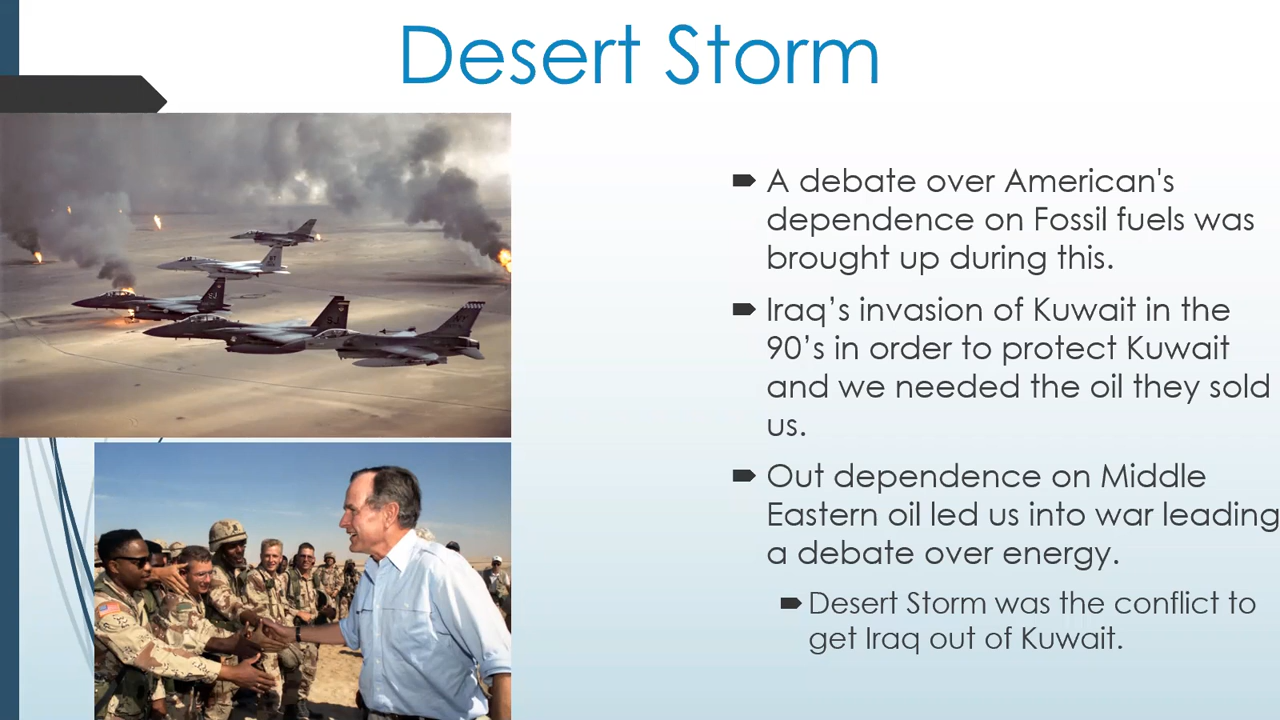 Desert Storm
A debate over American's
dependence on Fossil fuels was
brought up during this.
Iraq’s invasion of Kuwait in the
90’s in order to protect Kuwait
and we needed the oil they sold
us.
Out dependence on Middle
Eastern oil led us into war leading
a debate over energy.
Desert Storm was the conflict to
get Iraq out of Kuwait.